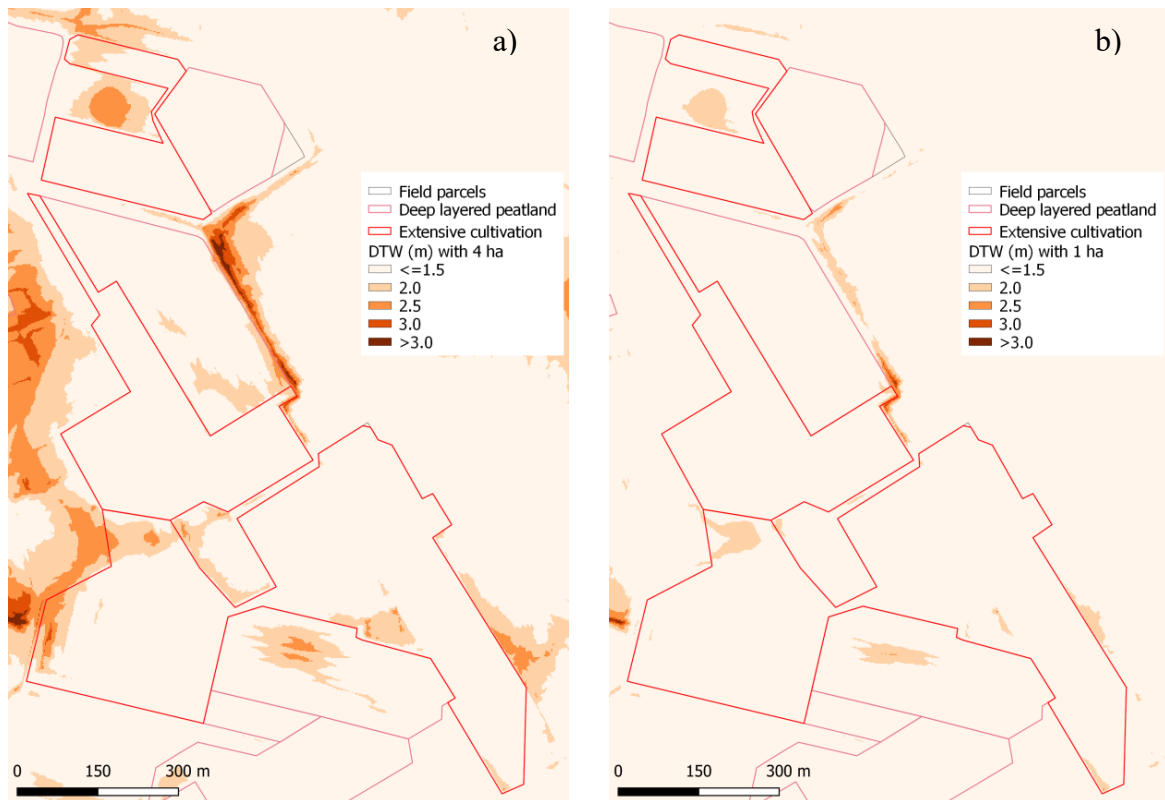 a)
Field parcels
Deep layered peatland
Extensive cultivation
DTW (m) with 4 ha
<=1.5
2.0
2.5
3.0
>3.0
0 150 300 m
b)
Field parcels
Deep layered peatland
Extensive cultivation
DTW (m) with 1 ha
<=1.5
2.0
2.5
3.0
>3.0
0 150 300 m